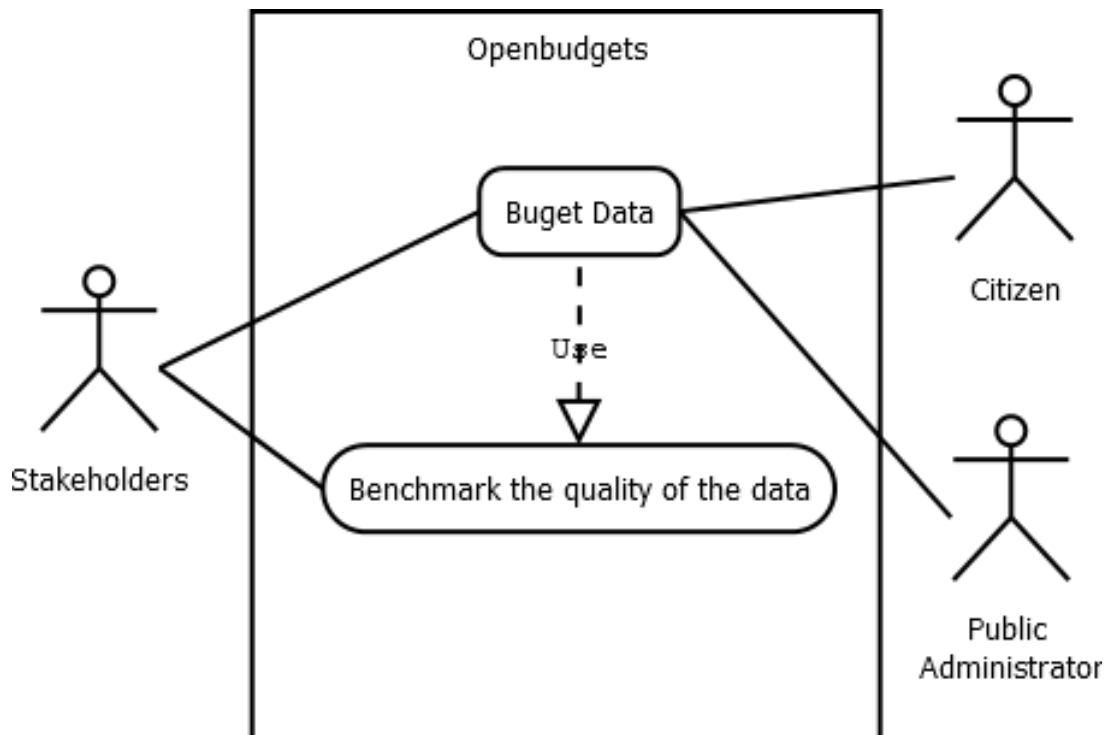 Openbudgets
Buget Data
Citizen
Use
Stakeholders
Benchmark the quality of the data
Public
Administrator